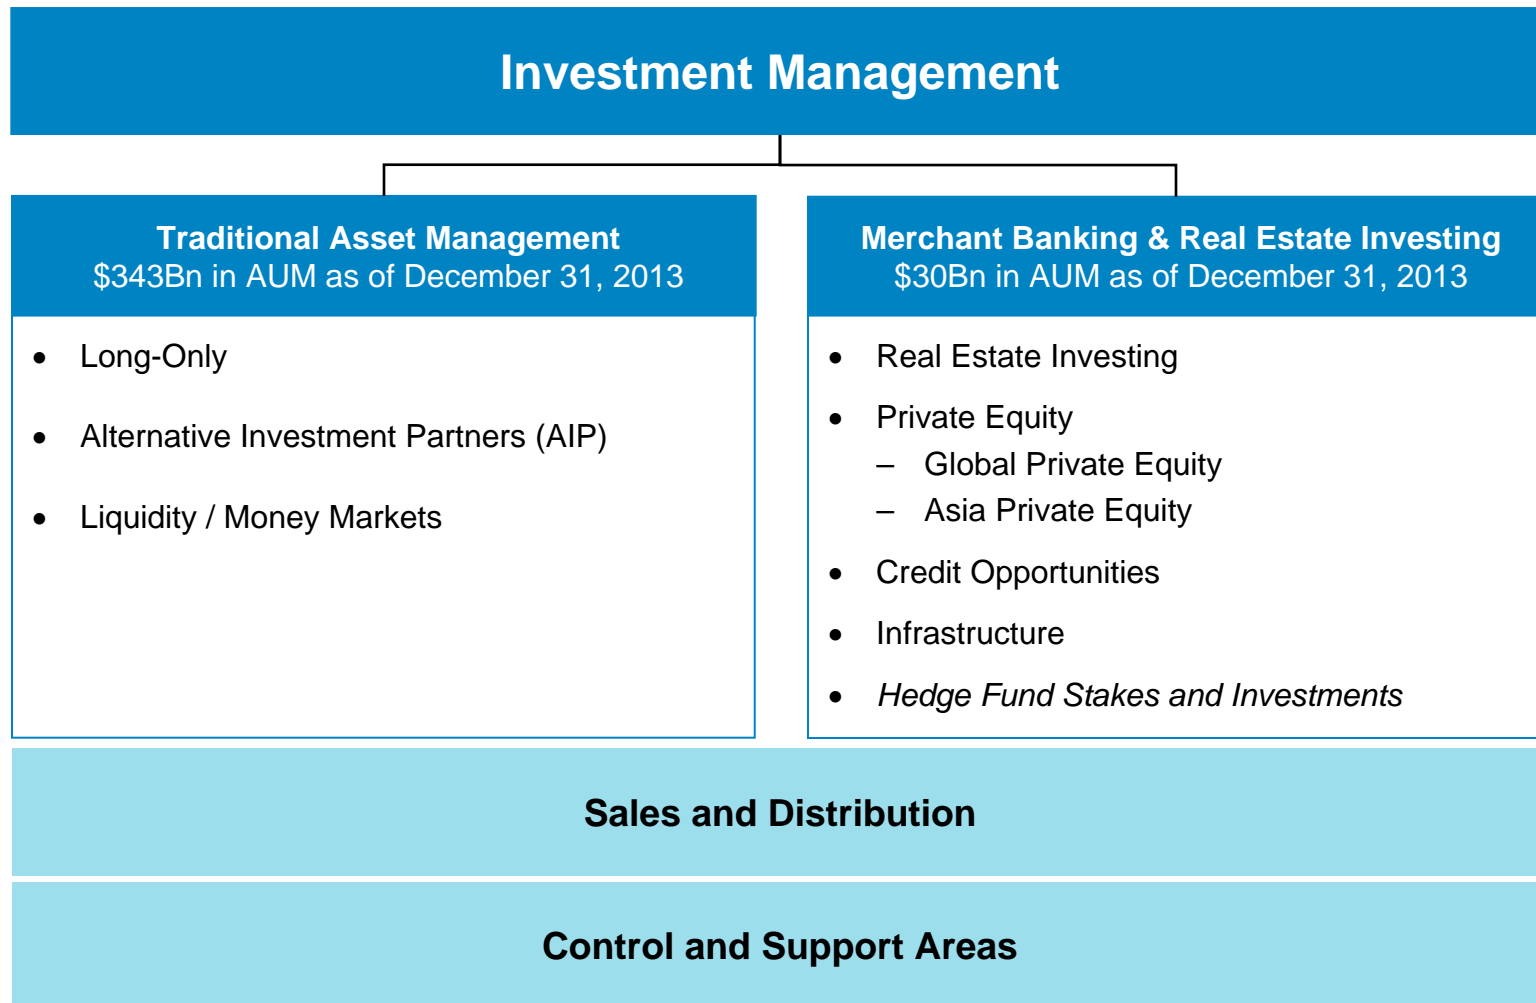 Investment Management
Traditional Asset Management
$343Bn in AUM as of December 31, 2013
• Long-Only
• Alternative Investment Partners (AIP)
• Liquidity / Money Markets
Merchant Banking & Real Estate Investing
$30Bn in AUM as of December 31, 2013
• Real Estate Investing
• Private Equity
– Global Private Equity
– Asia Private Equity
• Credit Opportunities
• Infrastructure
• Hedge Fund Stakes and Investments
Sales and Distribution
Control and Support Areas